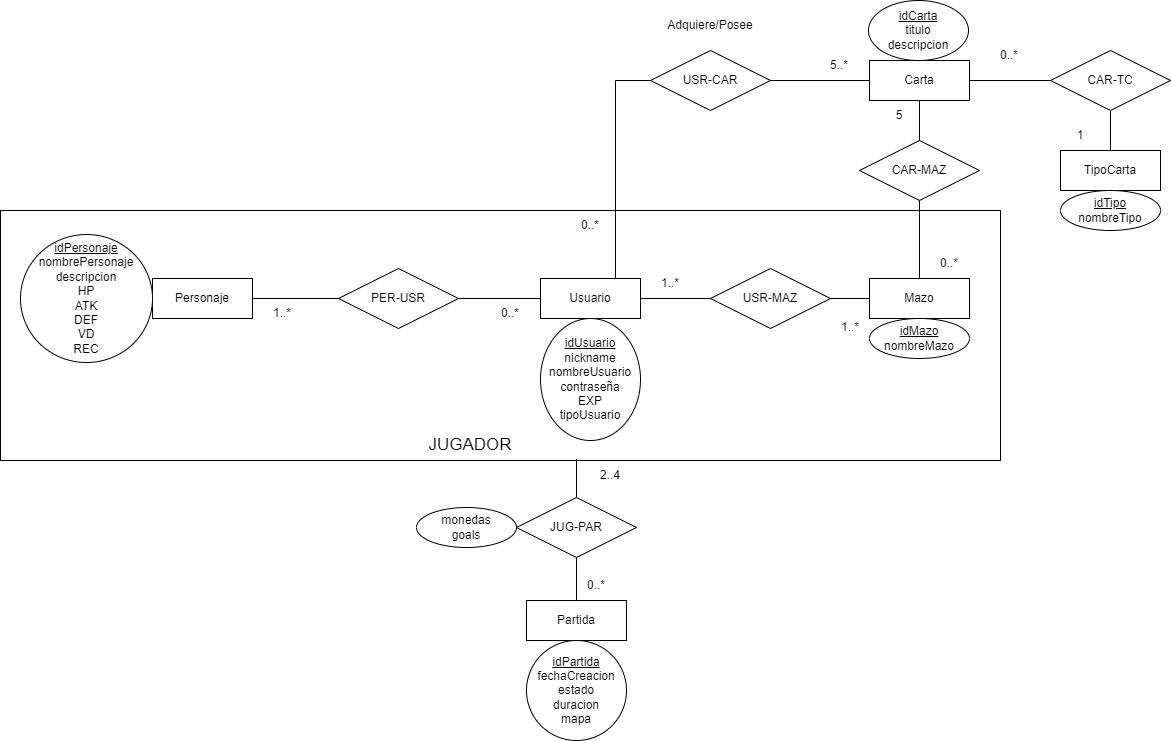 Adquiere/Posee
idCarta
titulo
descripcion
USR-CAR
5..*
Carta
0..*
CAR-TC
5
1
CAR-MAZ
TipoCarta
idTipo
nombreTipo
0..*
0..*
idPersonaje
nombrePersonaje
descripcion
HP
ATK
DEF
VD
REC
Personaje
1..*
PER-USR
0..*
Usuario
1..*
USR-MAZ
1..*
Mazo
idMazo
nombreMazo
idUsuario
nickname
nombreUsuario
contraseña
EXP
tipoUsuario
JUGADOR
2..4
monedas
goals
JUG-PAR
0..*
Partida
idPartida
fechaCreacion
estado
duracion
mapa